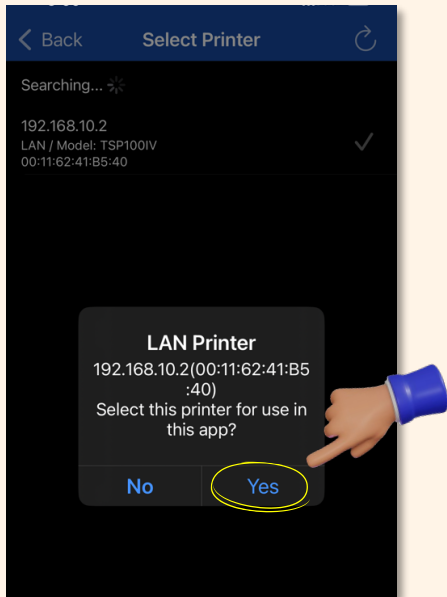 Back
Select Printer
Searching...
192.168.10.2
LAN / Model: TSP100IV
00:11:62:41:B5:40
LAN Printer
192.168.10.2(00:11:62:41:B5
:40)
Select this printer for use in
this app?
No
Yes